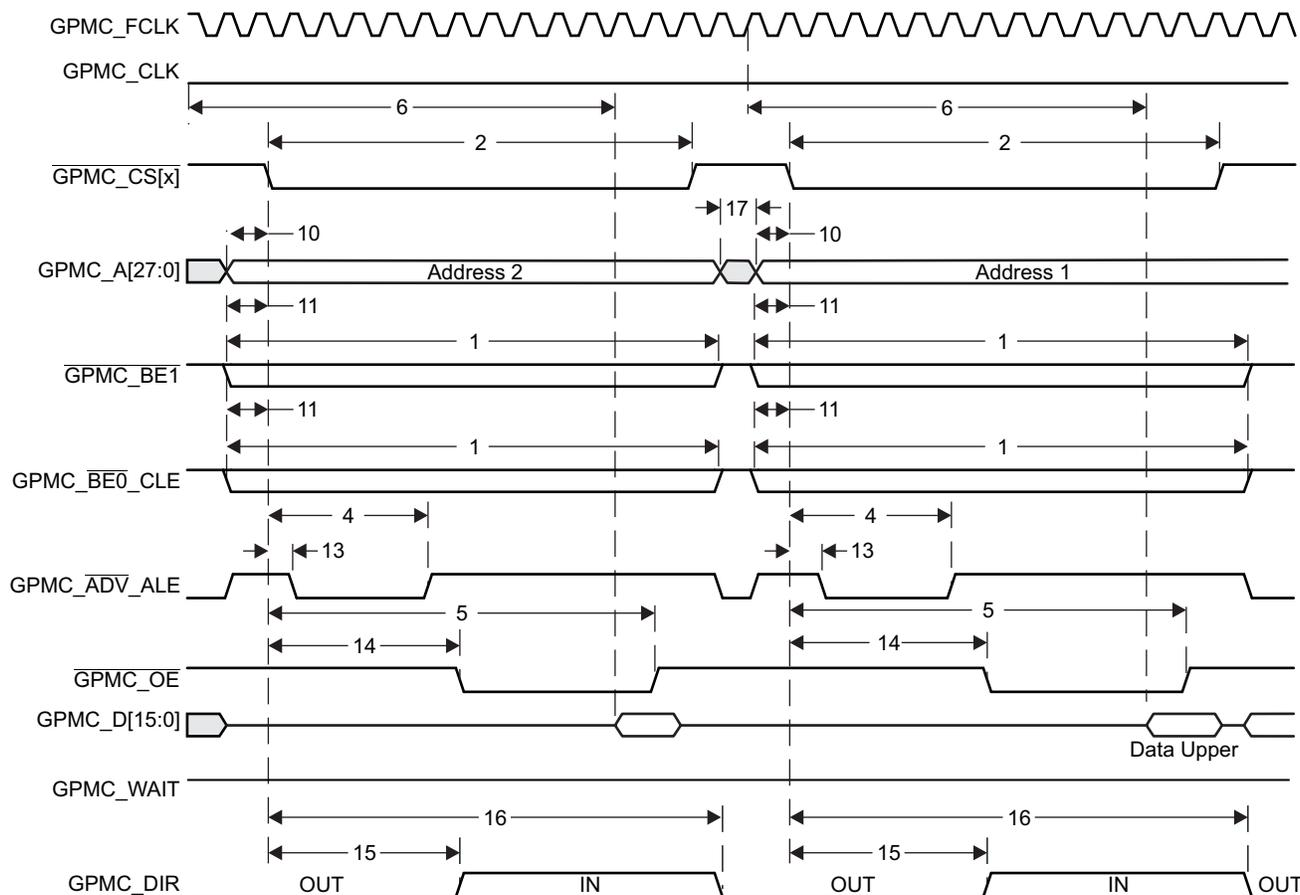 GPMC_FCLK
GPMC_CLK
6 6
2 2
GPMC_CS[x]
17
10 10
GPMC_A[27:0] Address 2 Address 1
11 11
1 1
GPMC_BE1
11 11
1 1
GPMC_BE0_CLE
4 4
13 13
GPMC_ADV_ALE
5 5
14 14
GPMC_OE
GPMC_D[15:0]
Data Upper
GPMC_WAIT
16 16
15 15
GPMC_DIR OUT IN OUT IN OUT